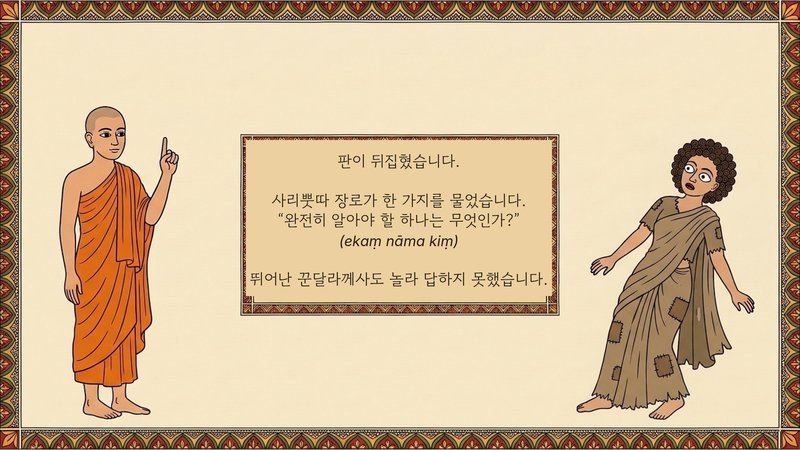 판이 뒤집혔습니다.
사리뿟따 장로가 한 가지를 물었습니다.
“완전히 알아야 할 하나는 무엇인가?”
(ekaṃ nāma kiṃ)
뛰어난 꾼달라께사도 놀라 답하지 못했습니다.